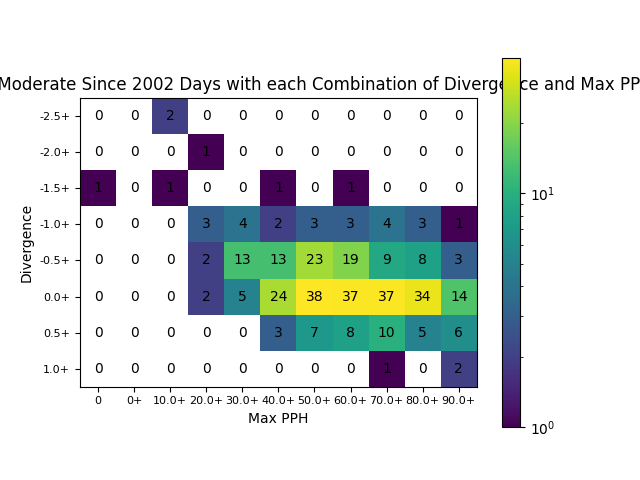 Moderate Since 2002 Days with each Combination of Divergence and Max PP
Divergence
-2.5+ 0 0 2 0 0 0 0 0 0 0 0
-2.0+ 0 0 0 1 0 0 0 0 0 0 0
-1.5+ 1 0 1 0 0 1 0 1 0 0 0
-1.0+ 0 0 0 3 4 2 3 3 4 3 1
-0.5+ 0 0 0 2 13 13 23 19 9 8 3
0.0+ 0 0 0 2 5 24 38 37 37 34 14
0.5+ 0 0 0 0 0 3 7 8 10 5 6
1.0+ 0 0 0 0 0 0 0 0 1 0 2
0 0+ 10.0+ 20.0+ 30.0+ 40.0+ 50.0+ 60.0+ 70.0+ 80.0+ 90.0+
Max PPH
10¹
10⁰